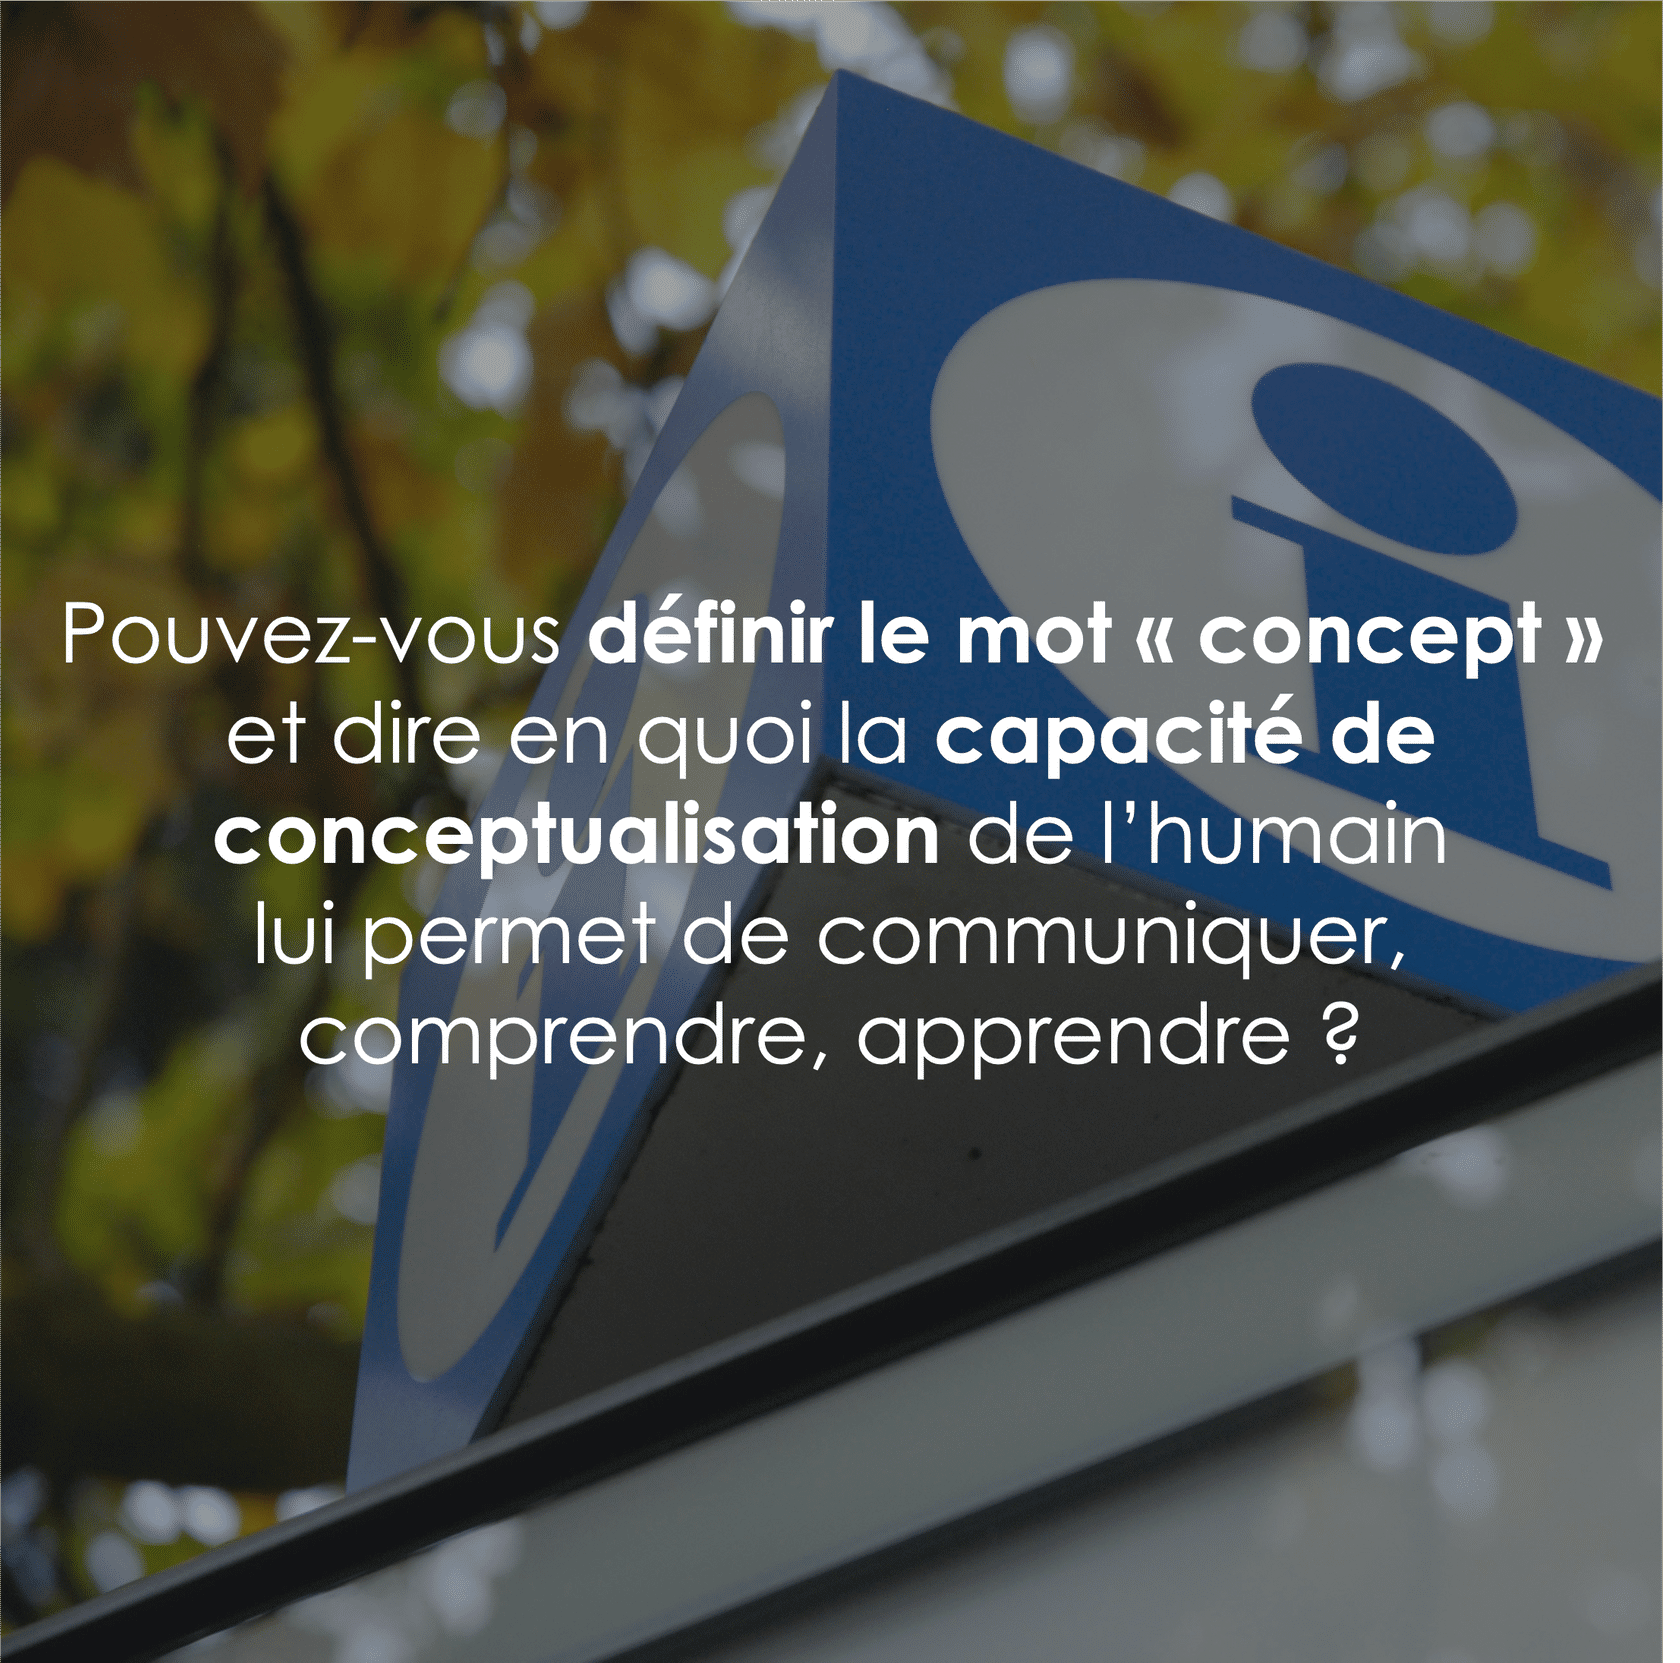 Pouvez-vous définir le mot « concept »
et dire en quoi la capacité de
conceptualisation de l’humain
lui permet de communiquer,
comprendre, apprendre ?
i
i